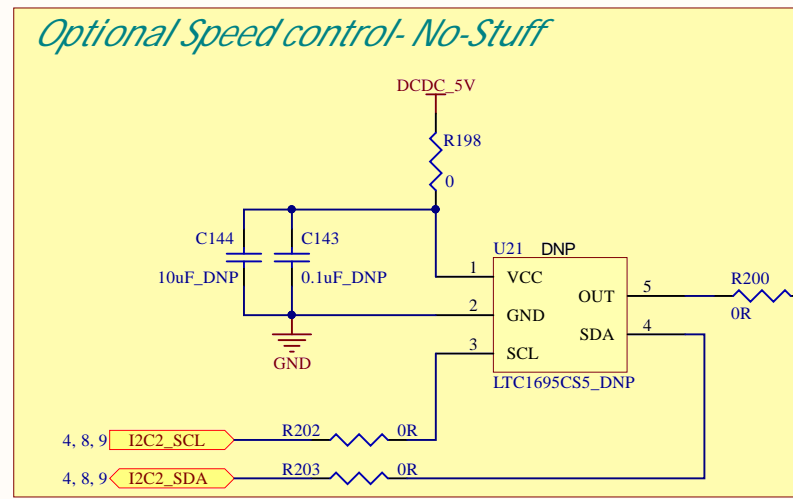 Optional Speed control- No-Stuff
DCDC_5V
R198
0
C144
C143
10uF_DNP
0.1uF_DNP
U21 DNP
1 VCC
2 GND
3 SCL
OUT 5
SDA 4
LTC1695CS5_DNP
R200
0R
GND
4, 8, 9 I2C2_SCL R202 0R
4, 8, 9 I2C2_SDA R203 0R